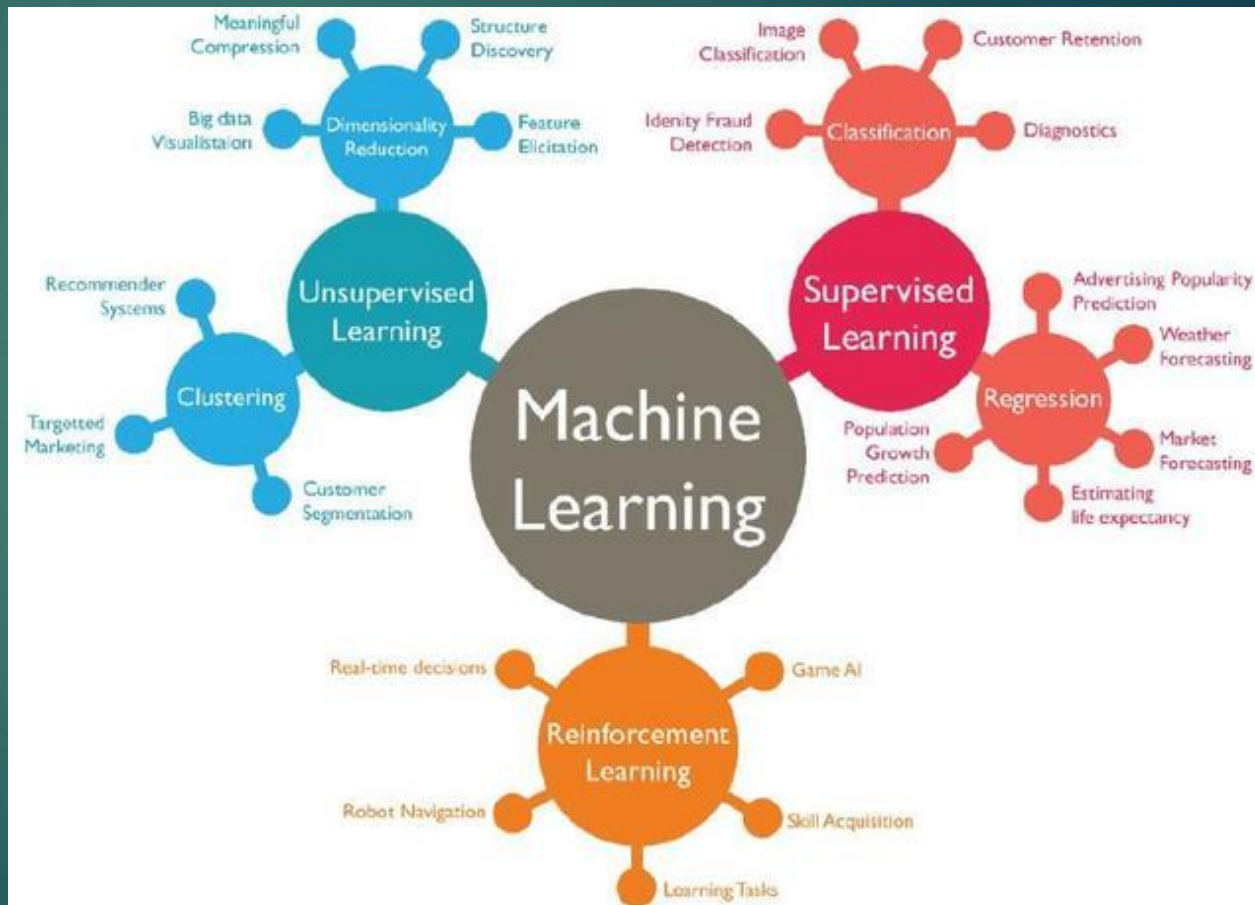 Meaningful
Compression
Structure
Discovery
Big data
Visualistaion
Dimensionality
Reduction
Feature
Elicitation
Image
Classification
Customer Retention
Idenity Fraud
Detection
Classification
Diagnostics
Recommender
Systems
Unsupervised
Learning
Supervised
Learning
Advertising Popularity
Prediction
Weather
Forecasting
Clustering
Regression
Targetted
Marketing
Machine
Learning
Population
Growth
Prediction
Market
Forecasting
Customer
Segmentation
Estimating
life expectancy
Real-time decisions
Game AI
Reinforcement
Learning
Robot Navigation
Skill Acquisition
Learning Tasks